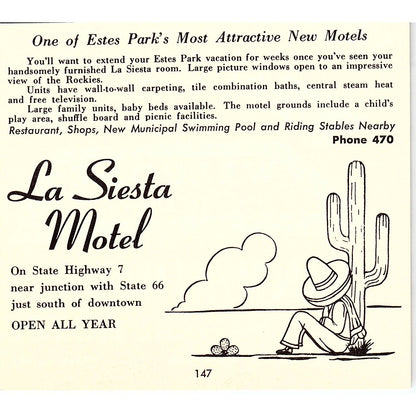 One of Estes Park's Most Attractive New Motels
You'll want to extend your Estes Park vacation for weeks once you've seen your
handsomely furnished La Siesta room. Large picture windows open to an impressive
view of the Rockies.
Units have wall-to-wall carpeting, tile combination baths, central steam heat
and free television.
Large family units, baby beds available. The motel grounds include a child's
play area, shuffle board and picnic facilities.
Restaurant, Shops, New Municipal Swimming Pool and Riding Stables Nearby
Phone 470
La Siesta
Motel
On State Highway 7
near junction with State 66
just south of downtown
OPEN ALL YEAR
147